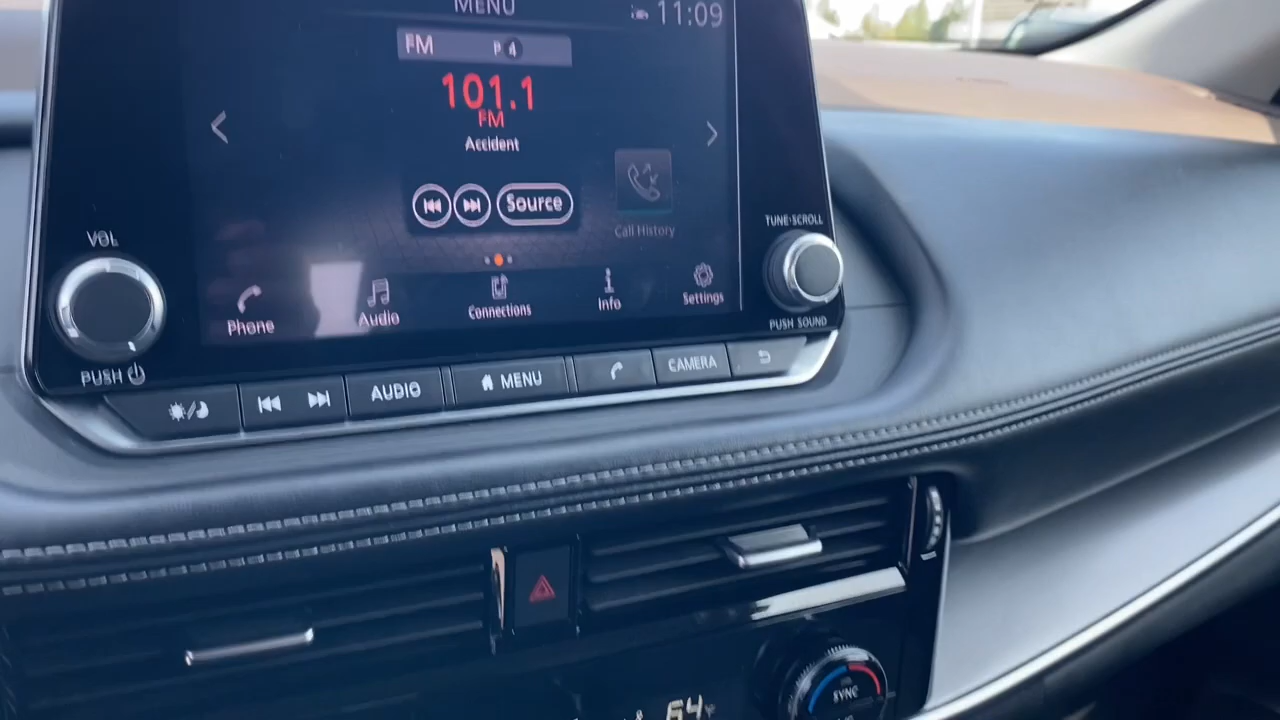 MENU
11:09
FM P 4
101.1
FM
Accident
Source
Call History
VOL
TUNE·SCROLL
Phone
Audio
Connections
Info
Settings
PUSH
PUSH SOUND
AUDIO
MENU
CAMERA
SYNC
64